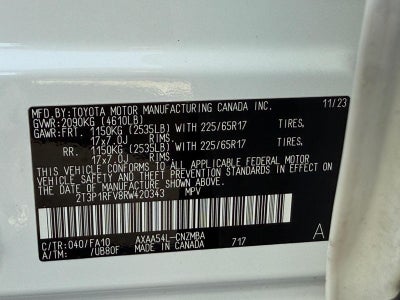 MFD. BY: TOYOTA MOTOR MANUFACTURING CANADA INC. 11/23
GVWR: 2090KG (4610LB)
GAWR: FRT. 1150KG (2535LB) WITH 225/65R17 TIRES,
17x7.0J RIMS,
RR. 1150KG (2535LB) WITH 225/65R17 TIRES,
17x7.0J RIMS,
THIS VEHICLE CONFORMS TO ALL APPLICABLE FEDERAL MOTOR
VEHICLE SAFETY AND THEFT PREVENTION STANDARDS IN EFFECT
ON THE DATE OF MANUFACTURE SHOWN ABOVE.
2T3P1RFV8RW420343 MPV
C/TR: 040/FA10 AXAA54L-CNZMBA 717 A
A/TM: /UB80F MADE IN CANADA